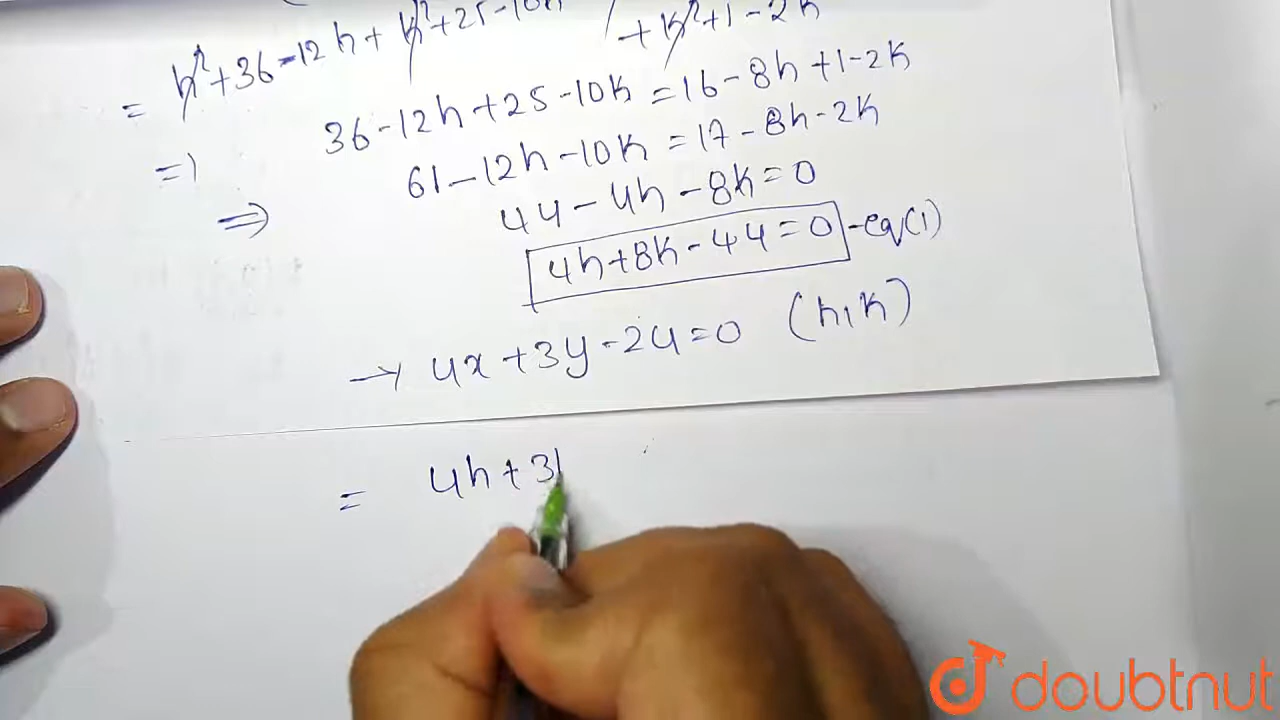 = h²+36-12h+k²+25-10k
+k²+1-2k
36-12h+25-10k=16-8h+1-2k
=) 61-12h-10k=17-8h-2k
⇒ 44-4h-8k=0
4h+8k-44=0 -eq(1)
→ 4x+3y-24=0 (h,k)
= 4h+3
doubtnut